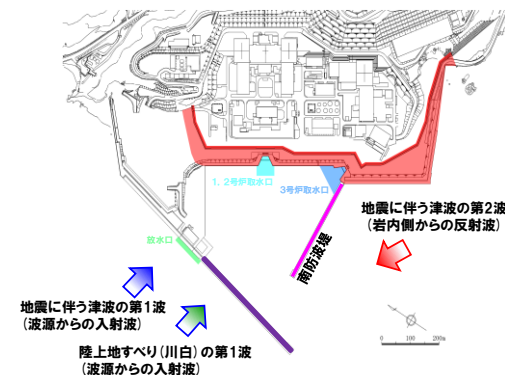 1, 2号炉取水口
3号炉取水口
地震に伴う津波の第2波
(岩内側からの反射波)
放水口
南防波堤
地震に伴う津波の第1波
(波源からの入射波)
陸上地すべり(川白)の第1波
(波源からの入射波)
0 100 200m